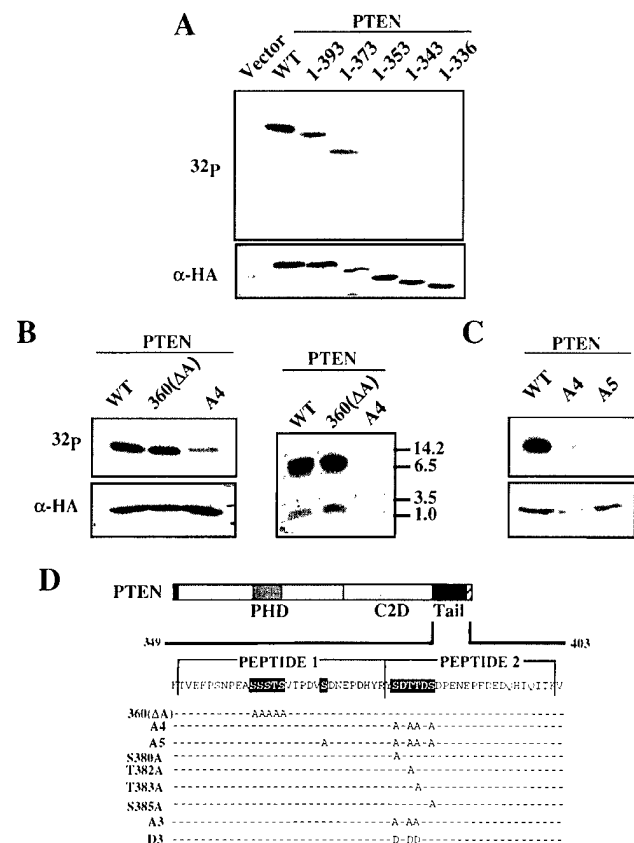 A
PTEN
Vector WT 1-393 1-373 1-353 1-343 1-336
32P
α-HA
B
PTEN
WT 360(ΔA) A4
32P
α-HA
PTEN
WT 360(ΔA) A4
14.2
6.5
3.5
1.0
C
PTEN
WT A4 A5
D
PTEN
PHD C2D Tail
349 403
PEPTIDE 1 PEPTIDE 2
360(ΔA) AAAAA
A4 A AA A
A5 A A AA A
S380A A
T382A A
T383A A
S385A A
A3 A AA
D3 D DD